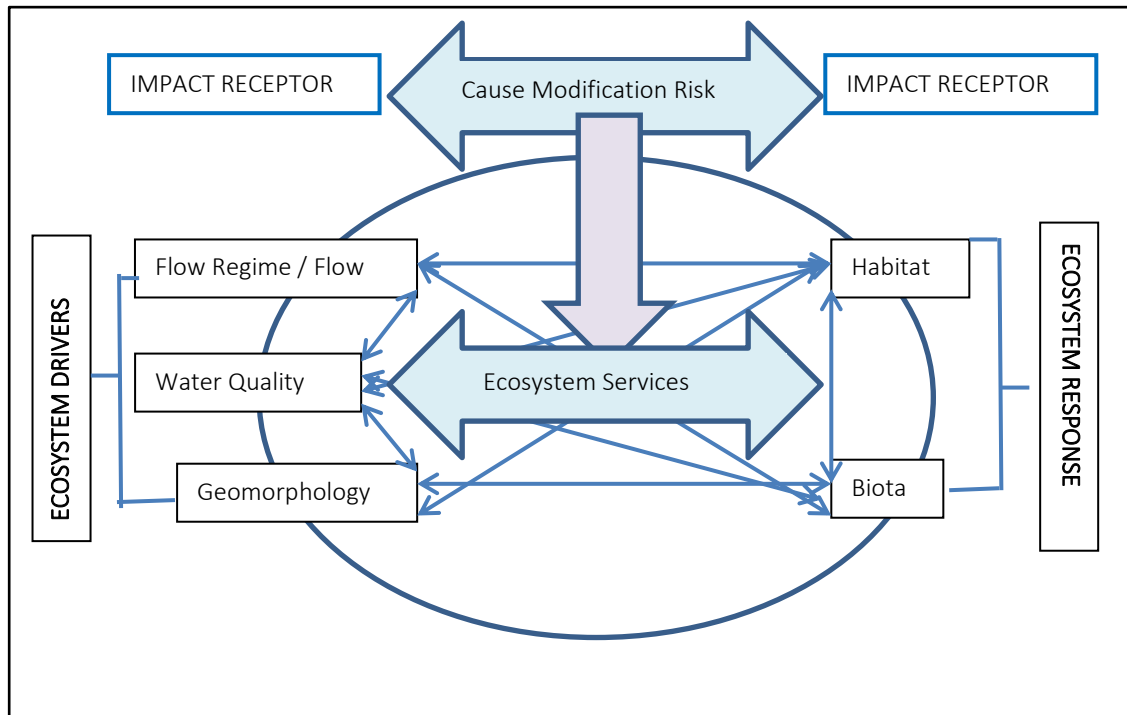 IMPACT RECEPTOR
Cause Modification Risk
IMPACT RECEPTOR
ECOSYSTEM DRIVERS
Flow Regime / Flow
Water Quality
Geomorphology
Ecosystem Services
Habitat
Biota
ECOSYSTEM RESPONSE